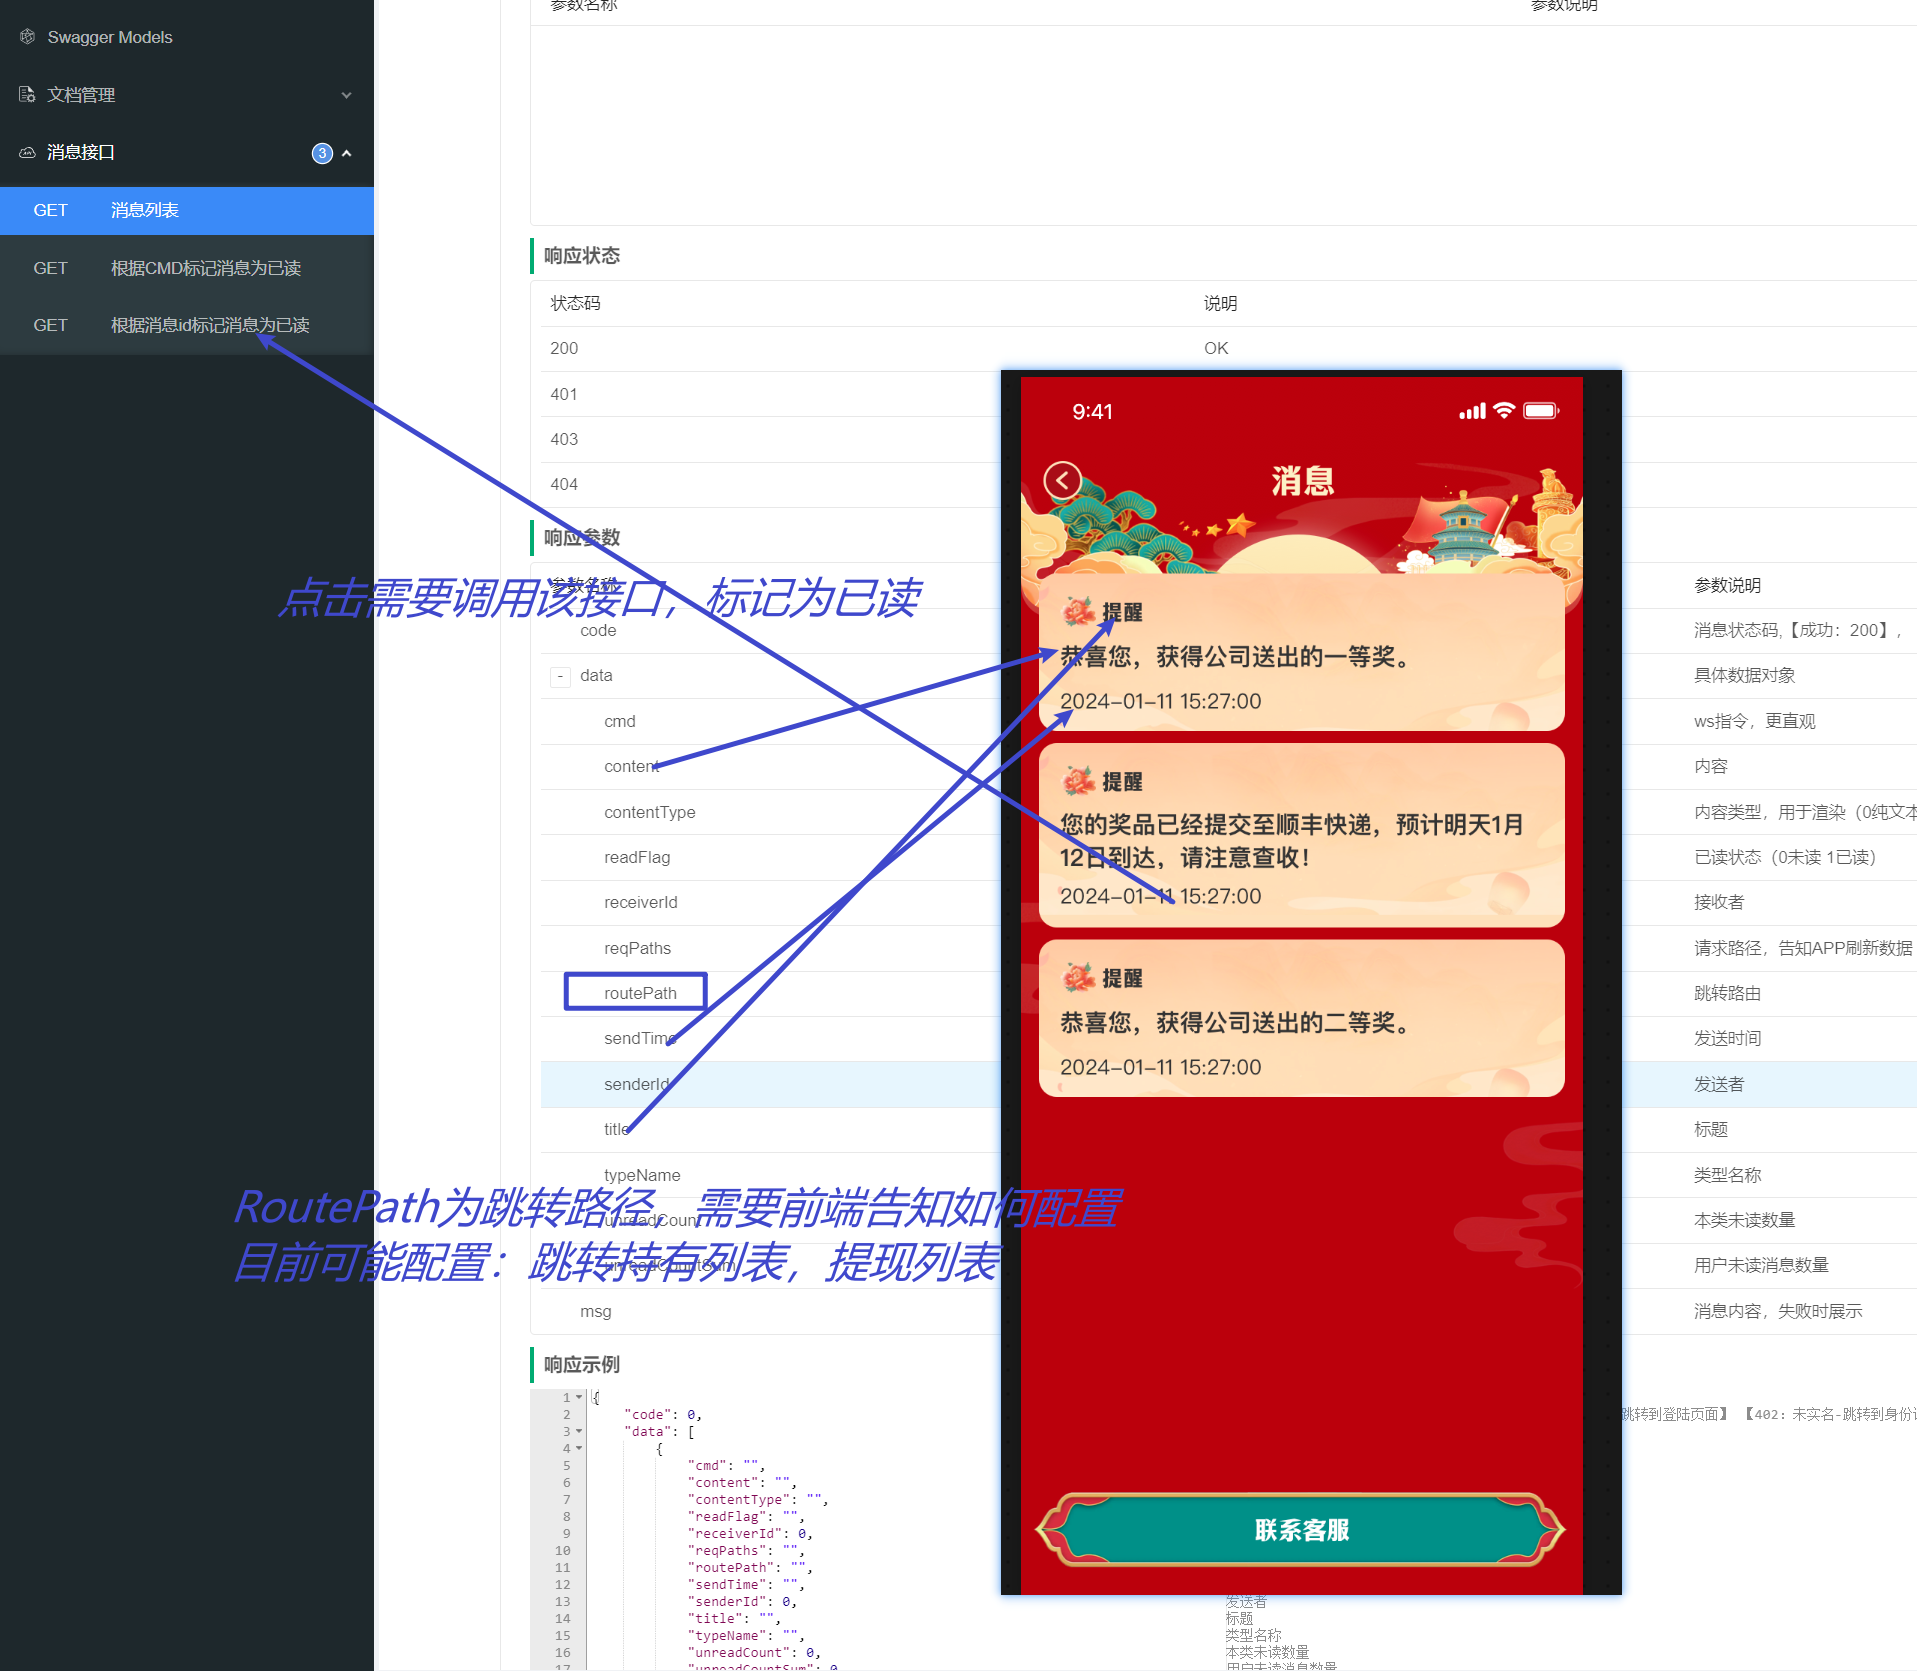 Swagger Models
文档管理
消息接口 3
GET 消息列表
GET 根据CMD标记消息为已读
GET 根据消息id标记消息为已读
参数名称 参数说明
响应状态
状态码 说明
200 OK
401
403
404
响应参数
参数名称 参数说明
点击需要调用该接口，标记为已读
code 消息状态码,【成功：200】,
- data 具体数据对象
cmd ws指令，更直观
content 内容
contentType 内容类型，用于渲染（0纯文本
readFlag 已读状态（0未读 1已读）
receiverId 接收者
reqPaths 请求路径，告知APP刷新数据
routePath 跳转路由
sendTime 发送时间
senderId 发送者
title 标题
typeName 类型名称
RoutePath为跳转路径，需要前端告知如何配置
unreadCount 本类未读数量
目前可能配置：跳转持有列表，提现列表
unreadCountSum 用户未读消息数量
msg 消息内容，失败时展示
9:41
消息
提醒
恭喜您，获得公司送出的一等奖。
2024-01-11 15:27:00
提醒
您的奖品已经提交至顺丰快递，预计明天1月
12日到达，请注意查收！
2024-01-11 15:27:00
提醒
恭喜您，获得公司送出的二等奖。
2024-01-11 15:27:00
联系客服
响应示例
1 {
2 "code": 0,
跳转到登陆页面】 【402：未实名-跳转到身份
3 "data": [
4 {
5 "cmd": "",
6 "content": "",
7 "contentType": "",
8 "readFlag": "",
9 "receiverId": 0,
10 "reqPaths": "",
11 "routePath": "",
12 "sendTime": "",
13 "senderId": 0, 发送者
14 "title": "", 标题
15 "typeName": "", 类型名称
16 "unreadCount": 0, 本类未读数量
17 "unreadCountSum": 0 用户未读消息数量